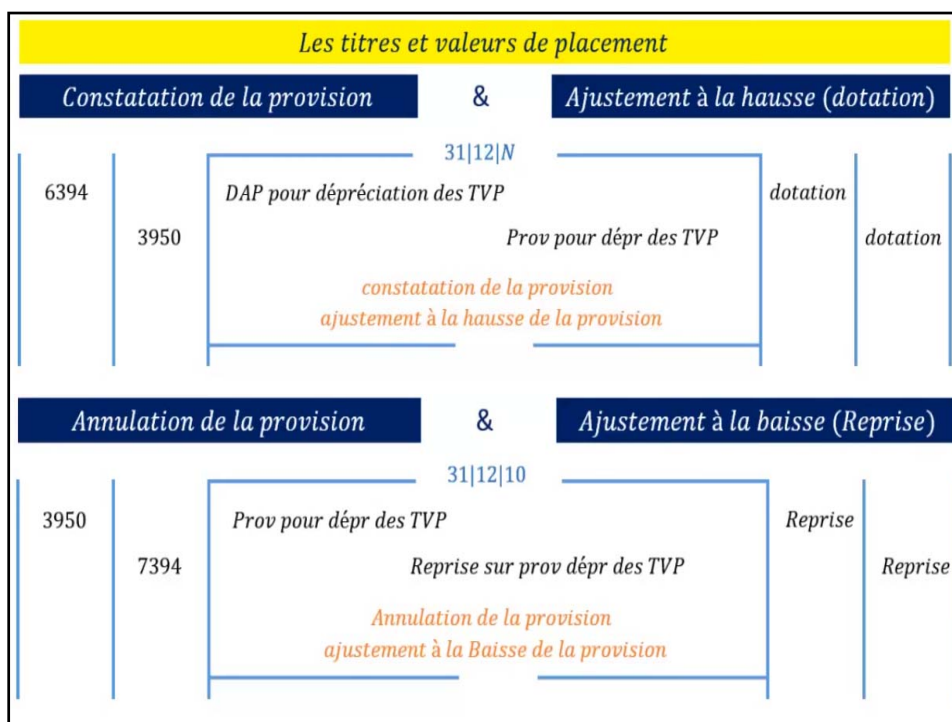 Les titres et valeurs de placement
Constatation de la provision & Ajustement à la hausse (dotation)
31|12|N
6394 DAP pour dépréciation des TVP dotation
3950 Prov pour dépr des TVP dotation
constatation de la provision
ajustement à la hausse de la provision
Annulation de la provision & Ajustement à la baisse (Reprise)
31|12|10
3950 Prov pour dépr des TVP Reprise
7394 Reprise sur prov dépr des TVP Reprise
Annulation de la provision
ajustement à la Baisse de la provision